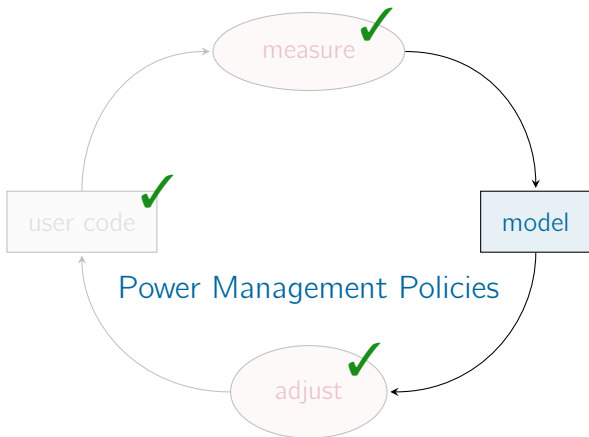 measure
user code
model
Power Management Policies
adjust